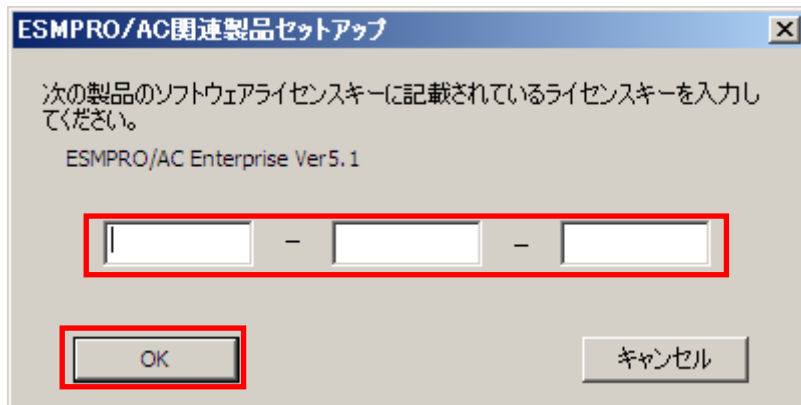 ESMPRO/AC関連製品セットアップ
次の製品のソフトウェアライセンスキーに記載されているライセンスキーを入力し
てください。
ESMPRO/AC Enterprise Ver5.1
– –
OK キャンセル